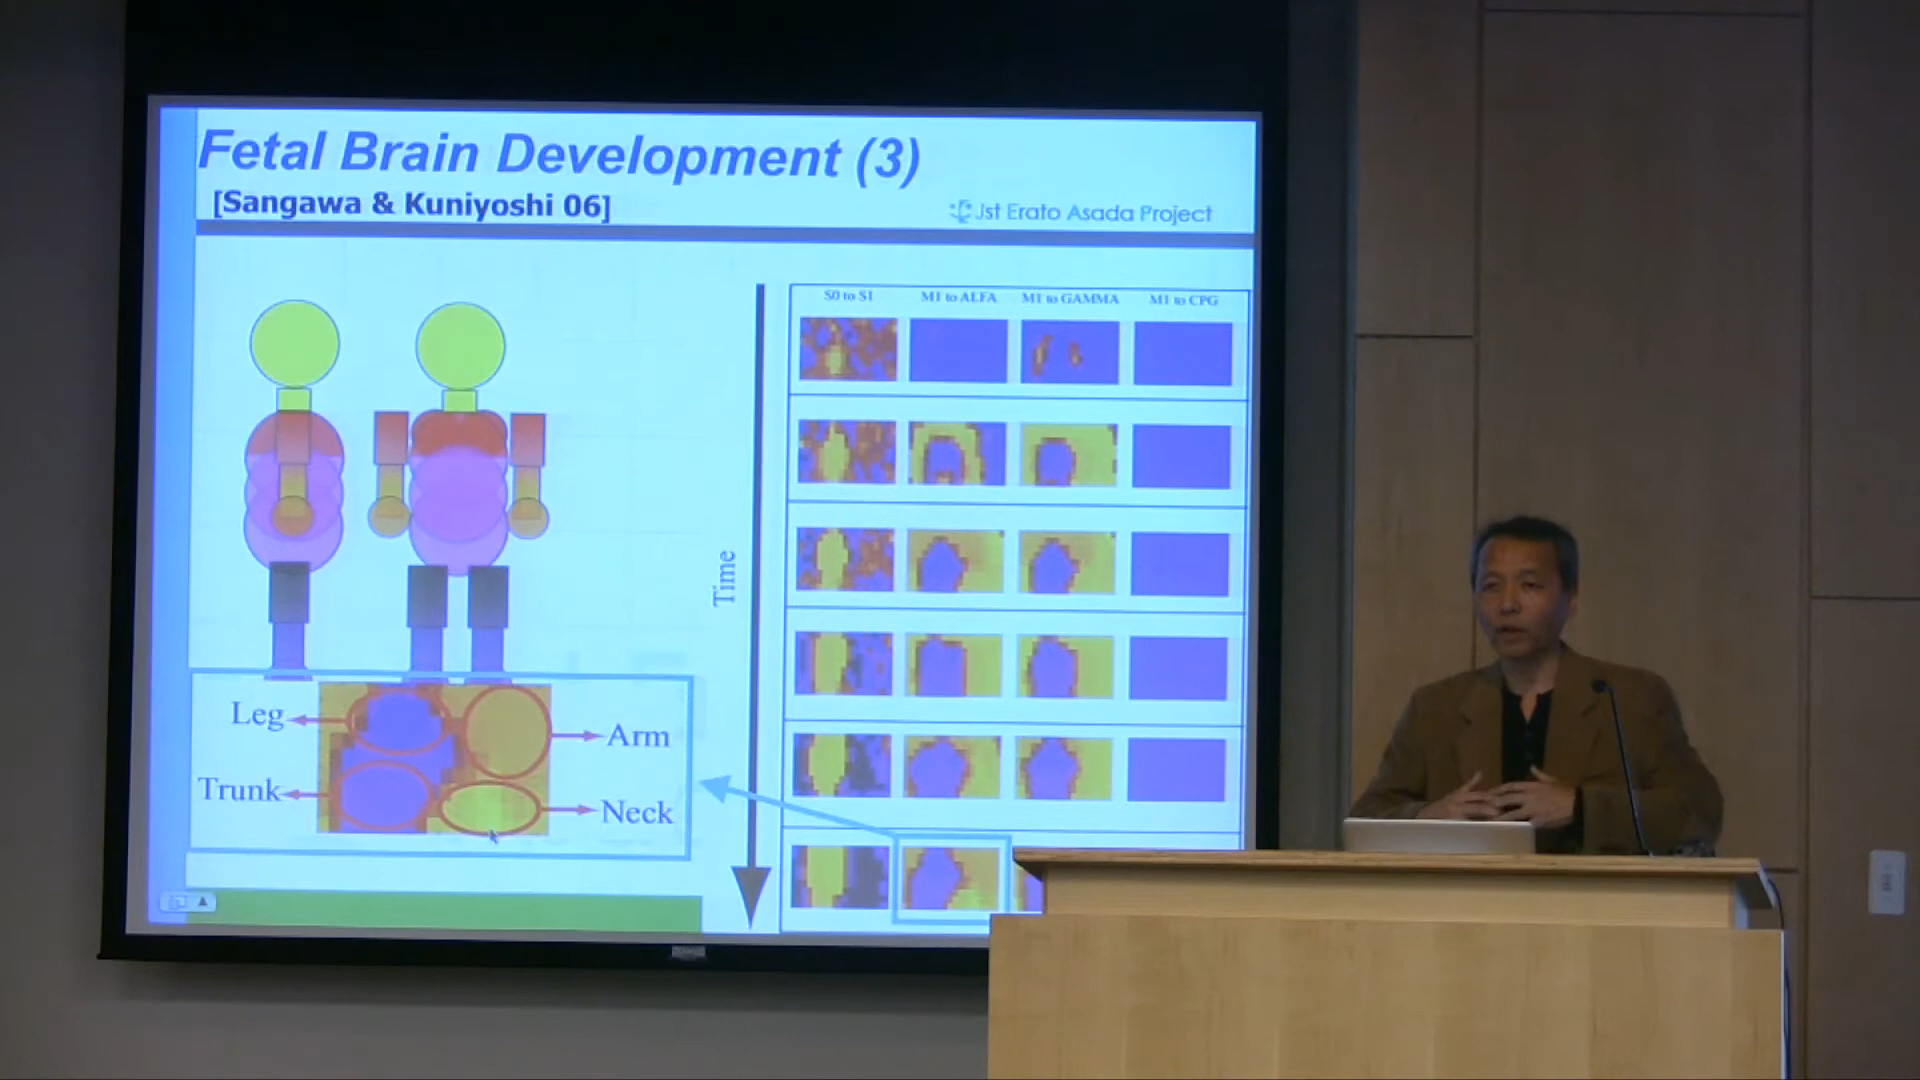 Fetal Brain Development (3)
[Sangawa & Kuniyoshi 06]
Jst Erato Asada Project
S0 to S1 M1 to ALFA M1 to GAMMA M1 to CPG
Time
Leg
Arm
Trunk
Neck